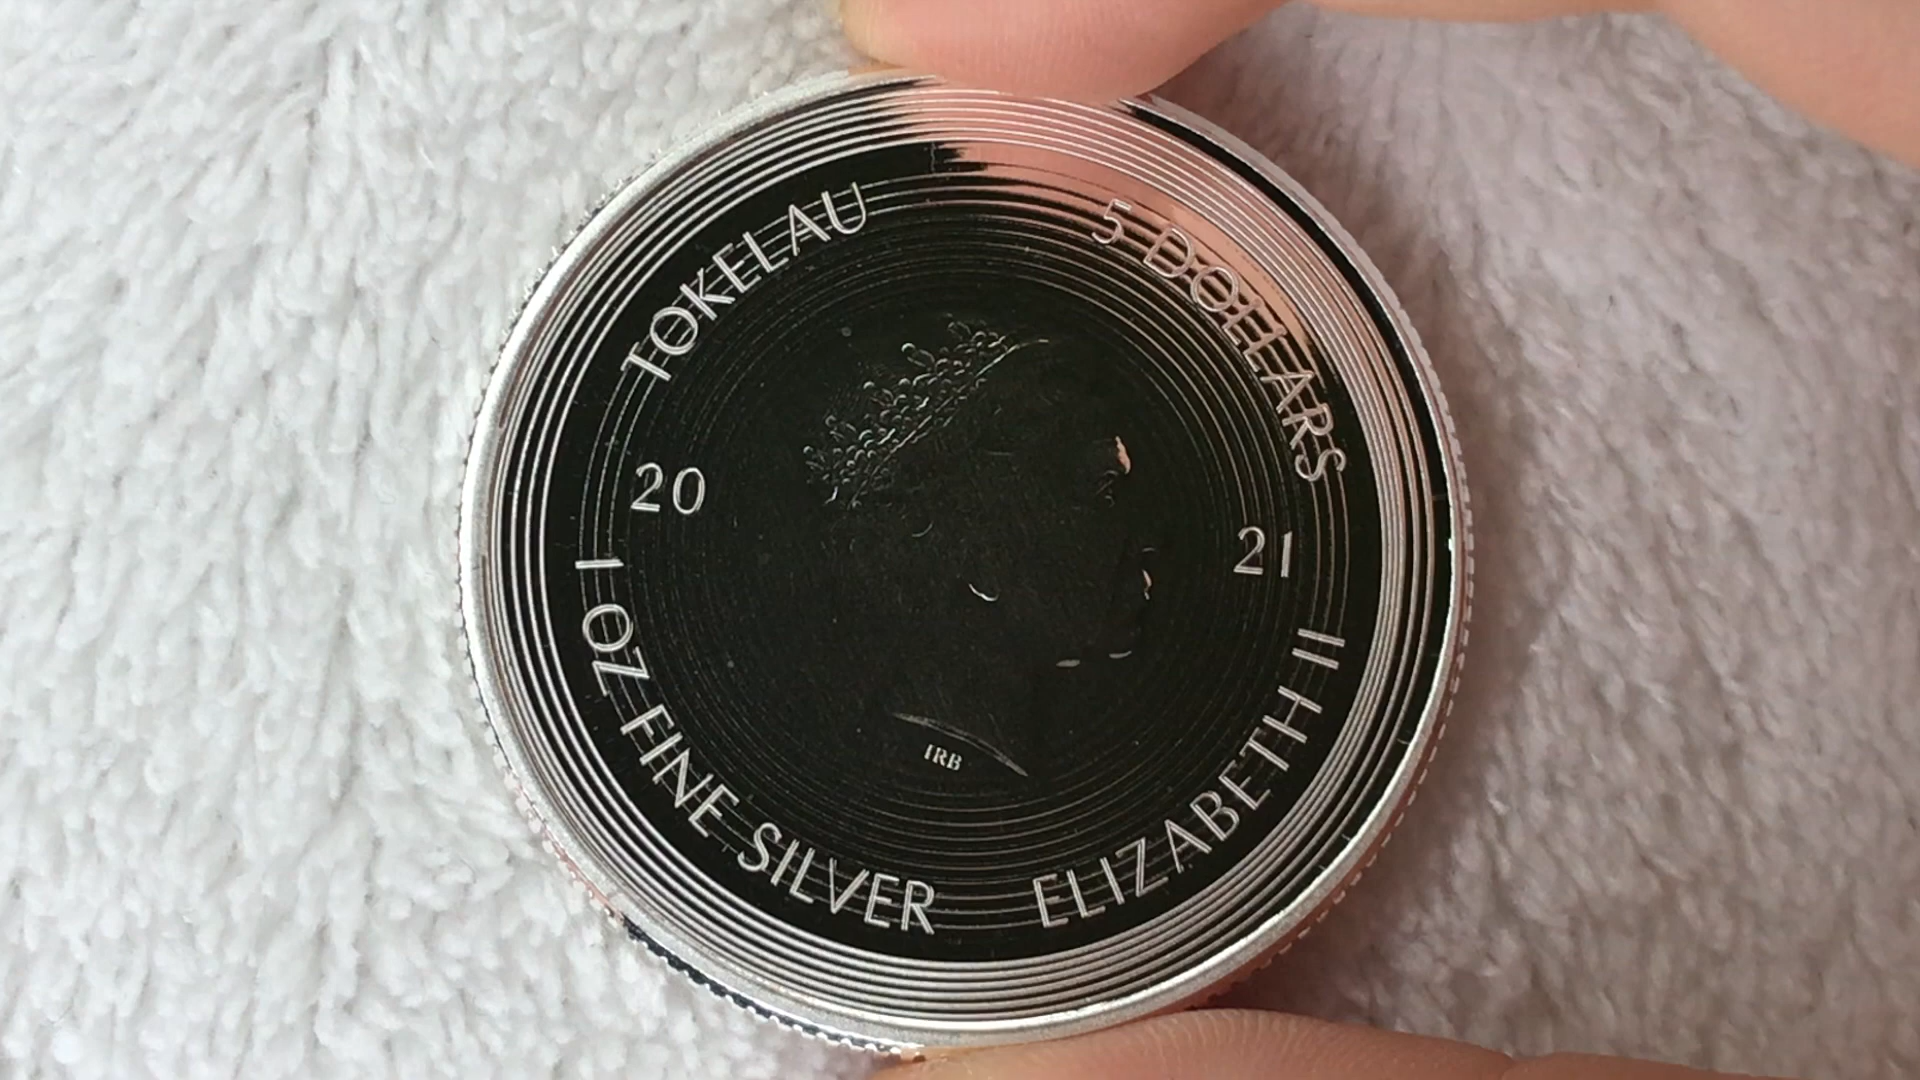 TOKELAU
5 DOLLARS
20
21
1 OZ FINE SILVER
ELIZABETH II
IRB